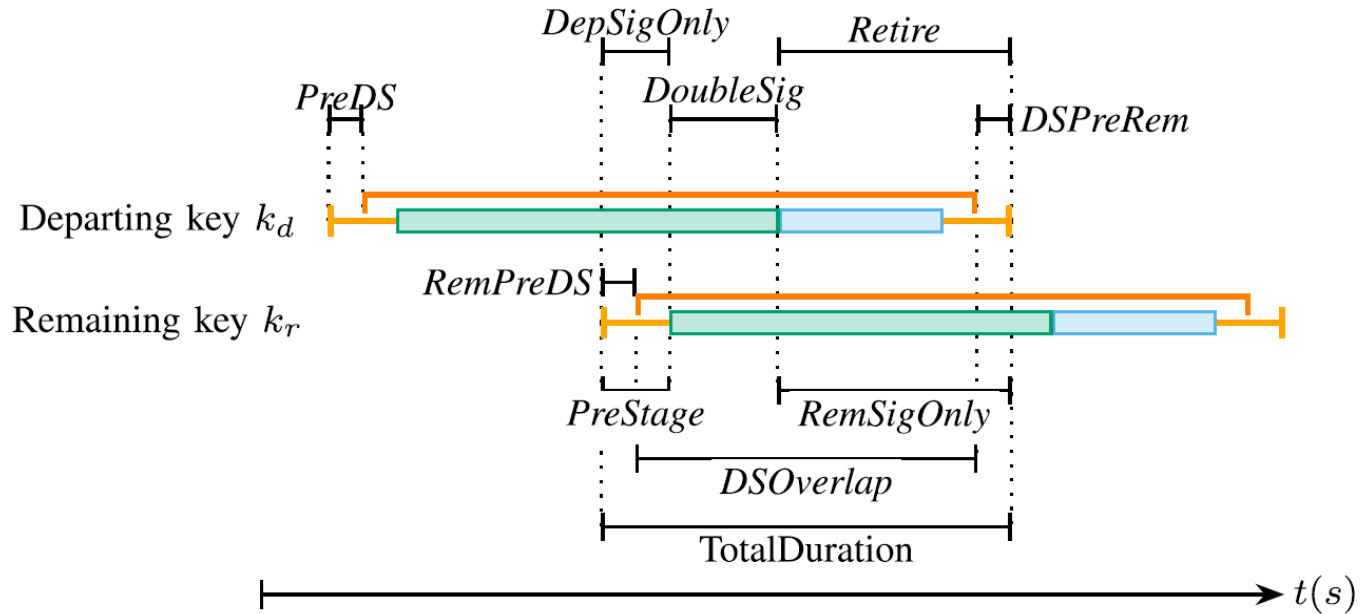 DepSigOnly
Retire
PreDS
DoubleSig
DSPreRem
Departing key k_d
RemPreDS
Remaining key k_r
PreStage
RemSigOnly
DSOverlap
TotalDuration
t(s)